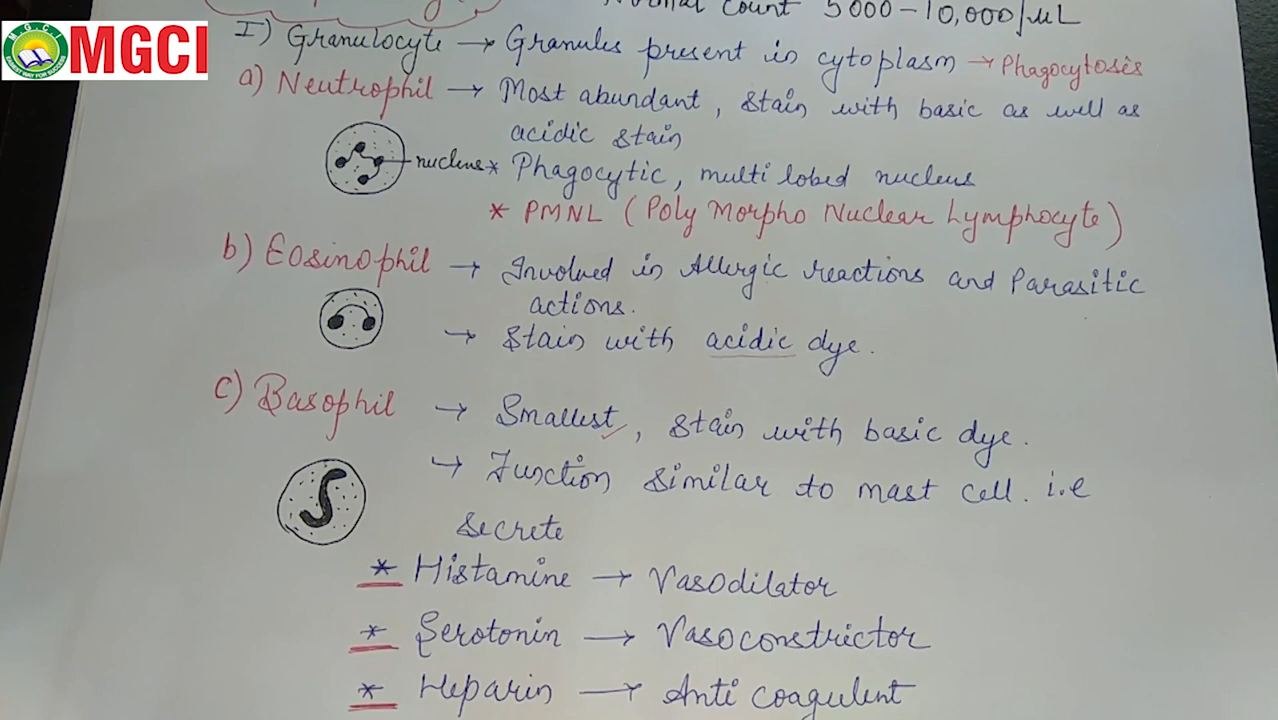 Normal Count 5000-10,000/µL
M.G.C.I
MGCI
I) Granulocyte → Granules present in cytoplasm → Phagocytosis
a) Neutrophil → Most abundant, stain with basic as well as
acidic stain
nucleus * Phagocytic, multi lobed nucleus
* PMNL (Poly Morpho Nuclear Lymphocyte)
b) Eosinophil → Involved in Allergic reactions and Parasitic
actions.
→ Stain with acidic dye.
c) Basophil → Smallest, stain with basic dye.
↳ Function similar to mast cell. i.e
secrete
* Histamine → Vasodilator
* Serotonin → Vasoconstrictor
* Heparin → Anti coagulent